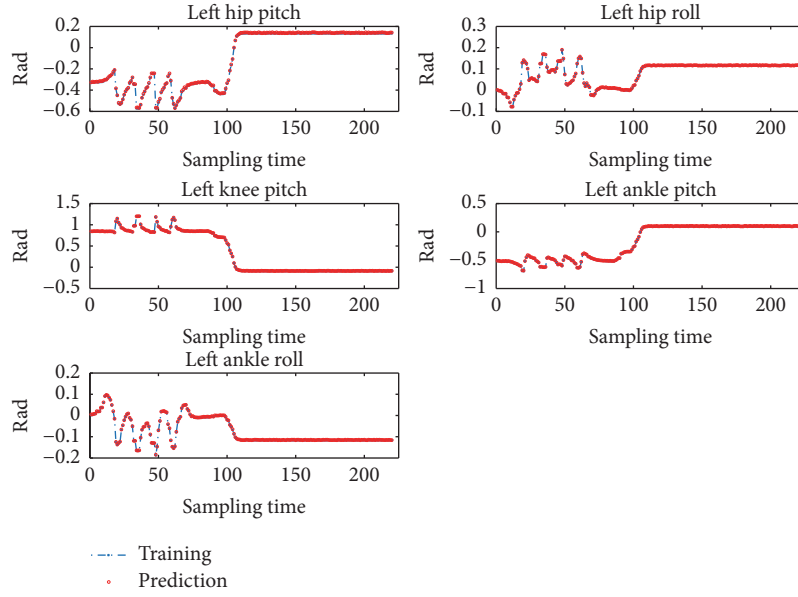 Left hip pitch
0.2
0
−0.2
−0.4
−0.6
Rad
0 50 100 150 200
Sampling time
Left hip roll
0.3
0.2
0.1
0
−0.1
Rad
0 50 100 150 200
Sampling time
Left knee pitch
1.5
1
0.5
0
−0.5
Rad
0 50 100 150 200
Sampling time
Left ankle pitch
0.5
0
−0.5
−1
Rad
0 50 100 150 200
Sampling time
Left ankle roll
0.2
0.1
0
−0.1
−0.2
Rad
0 50 100 150 200
Sampling time
Training
Prediction